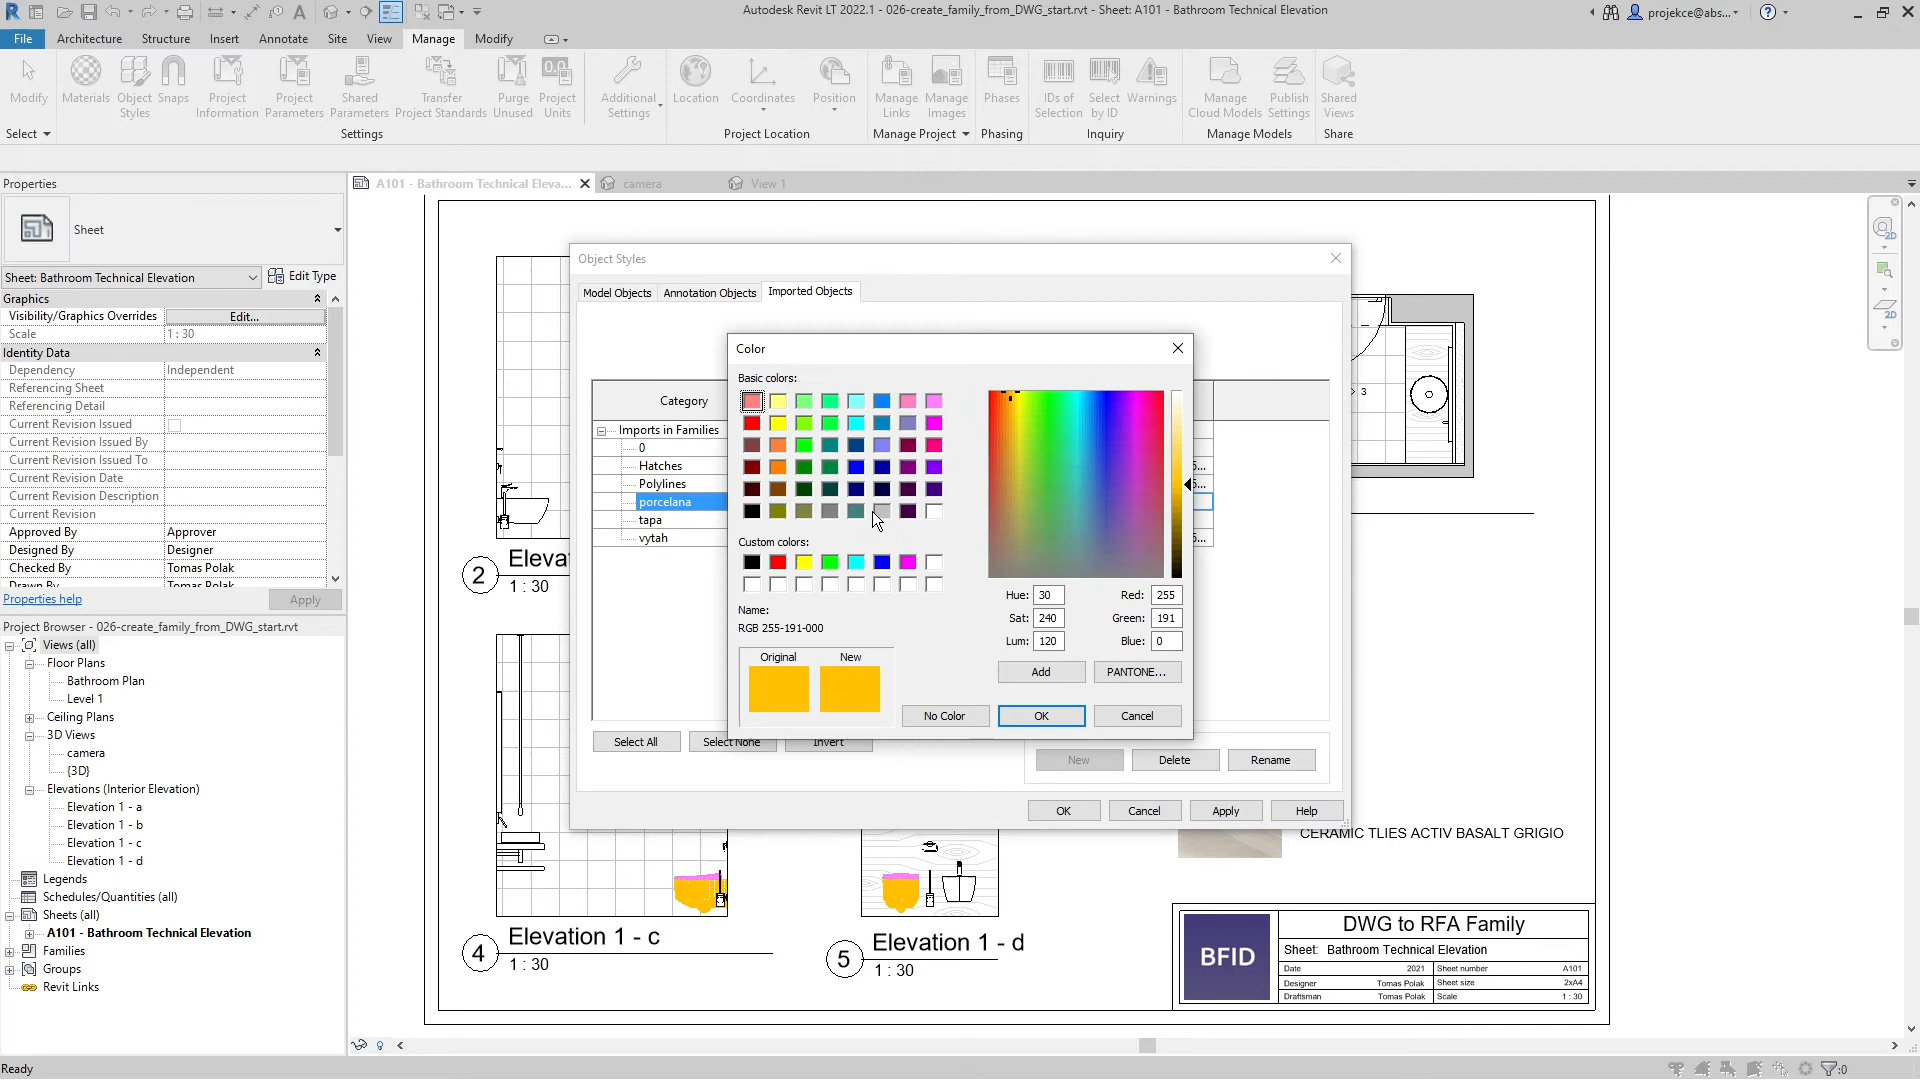 Autodesk Revit LT 2022.1 - 026-create_family_from_DWG_start.rvt - Sheet: A101 - Bathroom Technical Elevation
projekce@abs...
File Architecture Structure Insert Annotate Site View Manage Modify
Modify
Materials
Object Styles
Snaps
Project Information
Project Parameters
Shared Parameters
Transfer Project Standards
Purge Unused
Project Units
Additional Settings
Location
Coordinates
Position
Manage Links
Manage Images
Phases
IDs of Selection
Select by ID
Warnings
Manage Cloud Models
Publish Settings
Shared Views
Select
Settings
Project Location
Manage Project
Phasing
Inquiry
Manage Models
Share
Properties
Sheet
Sheet: Bathroom Technical Elevation
Edit Type
Graphics
Visibility/Graphics Overrides Edit...
Scale 1 : 30
Identity Data
Dependency Independent
Referencing Sheet
Referencing Detail
Current Revision Issued
Current Revision Issued By
Current Revision Issued To
Current Revision Date
Current Revision Description
Current Revision
Approved By Approver
Designed By Designer
Checked By Tomas Polak
Drawn By Tomas Polak
Properties help
Apply
Project Browser - 026-create_family_from_DWG_start.rvt
Views (all)
Floor Plans
Bathroom Plan
Level 1
Ceiling Plans
3D Views
camera
{3D}
Elevations (Interior Elevation)
Elevation 1 - a
Elevation 1 - b
Elevation 1 - c
Elevation 1 - d
Legends
Schedules/Quantities (all)
Sheets (all)
A101 - Bathroom Technical Elevation
Families
Groups
Revit Links
Ready
A101 - Bathroom Technical Eleva...
camera
View 1
2D
2D
Object Styles
Model Objects
Annotation Objects
Imported Objects
Category
Imports in Families
0
Hatches
Polylines
porcelana
tapa
vytah
5...
5...
5...
Select All
Select None
Invert
New
Delete
Rename
OK
Cancel
Apply
Help
Color
Basic colors:
Custom colors:
Name:
RGB 255-191-000
Original
New
Hue: 30
Sat: 240
Lum: 120
Red: 255
Green: 191
Blue: 0
Add
PANTONE...
No Color
OK
Cancel
3
2
Eleva
1 : 30
4
Elevation 1 - c
1 : 30
5
Elevation 1 - d
1 : 30
CERAMIC TLIES ACTIV BASALT GRIGIO
BFID
DWG to RFA Family
Sheet: Bathroom Technical Elevation
Date 2021 Sheet number A101
Designer Tomas Polak Sheet size 2xA4
Draftsman Tomas Polak Scale 1 : 30
:0